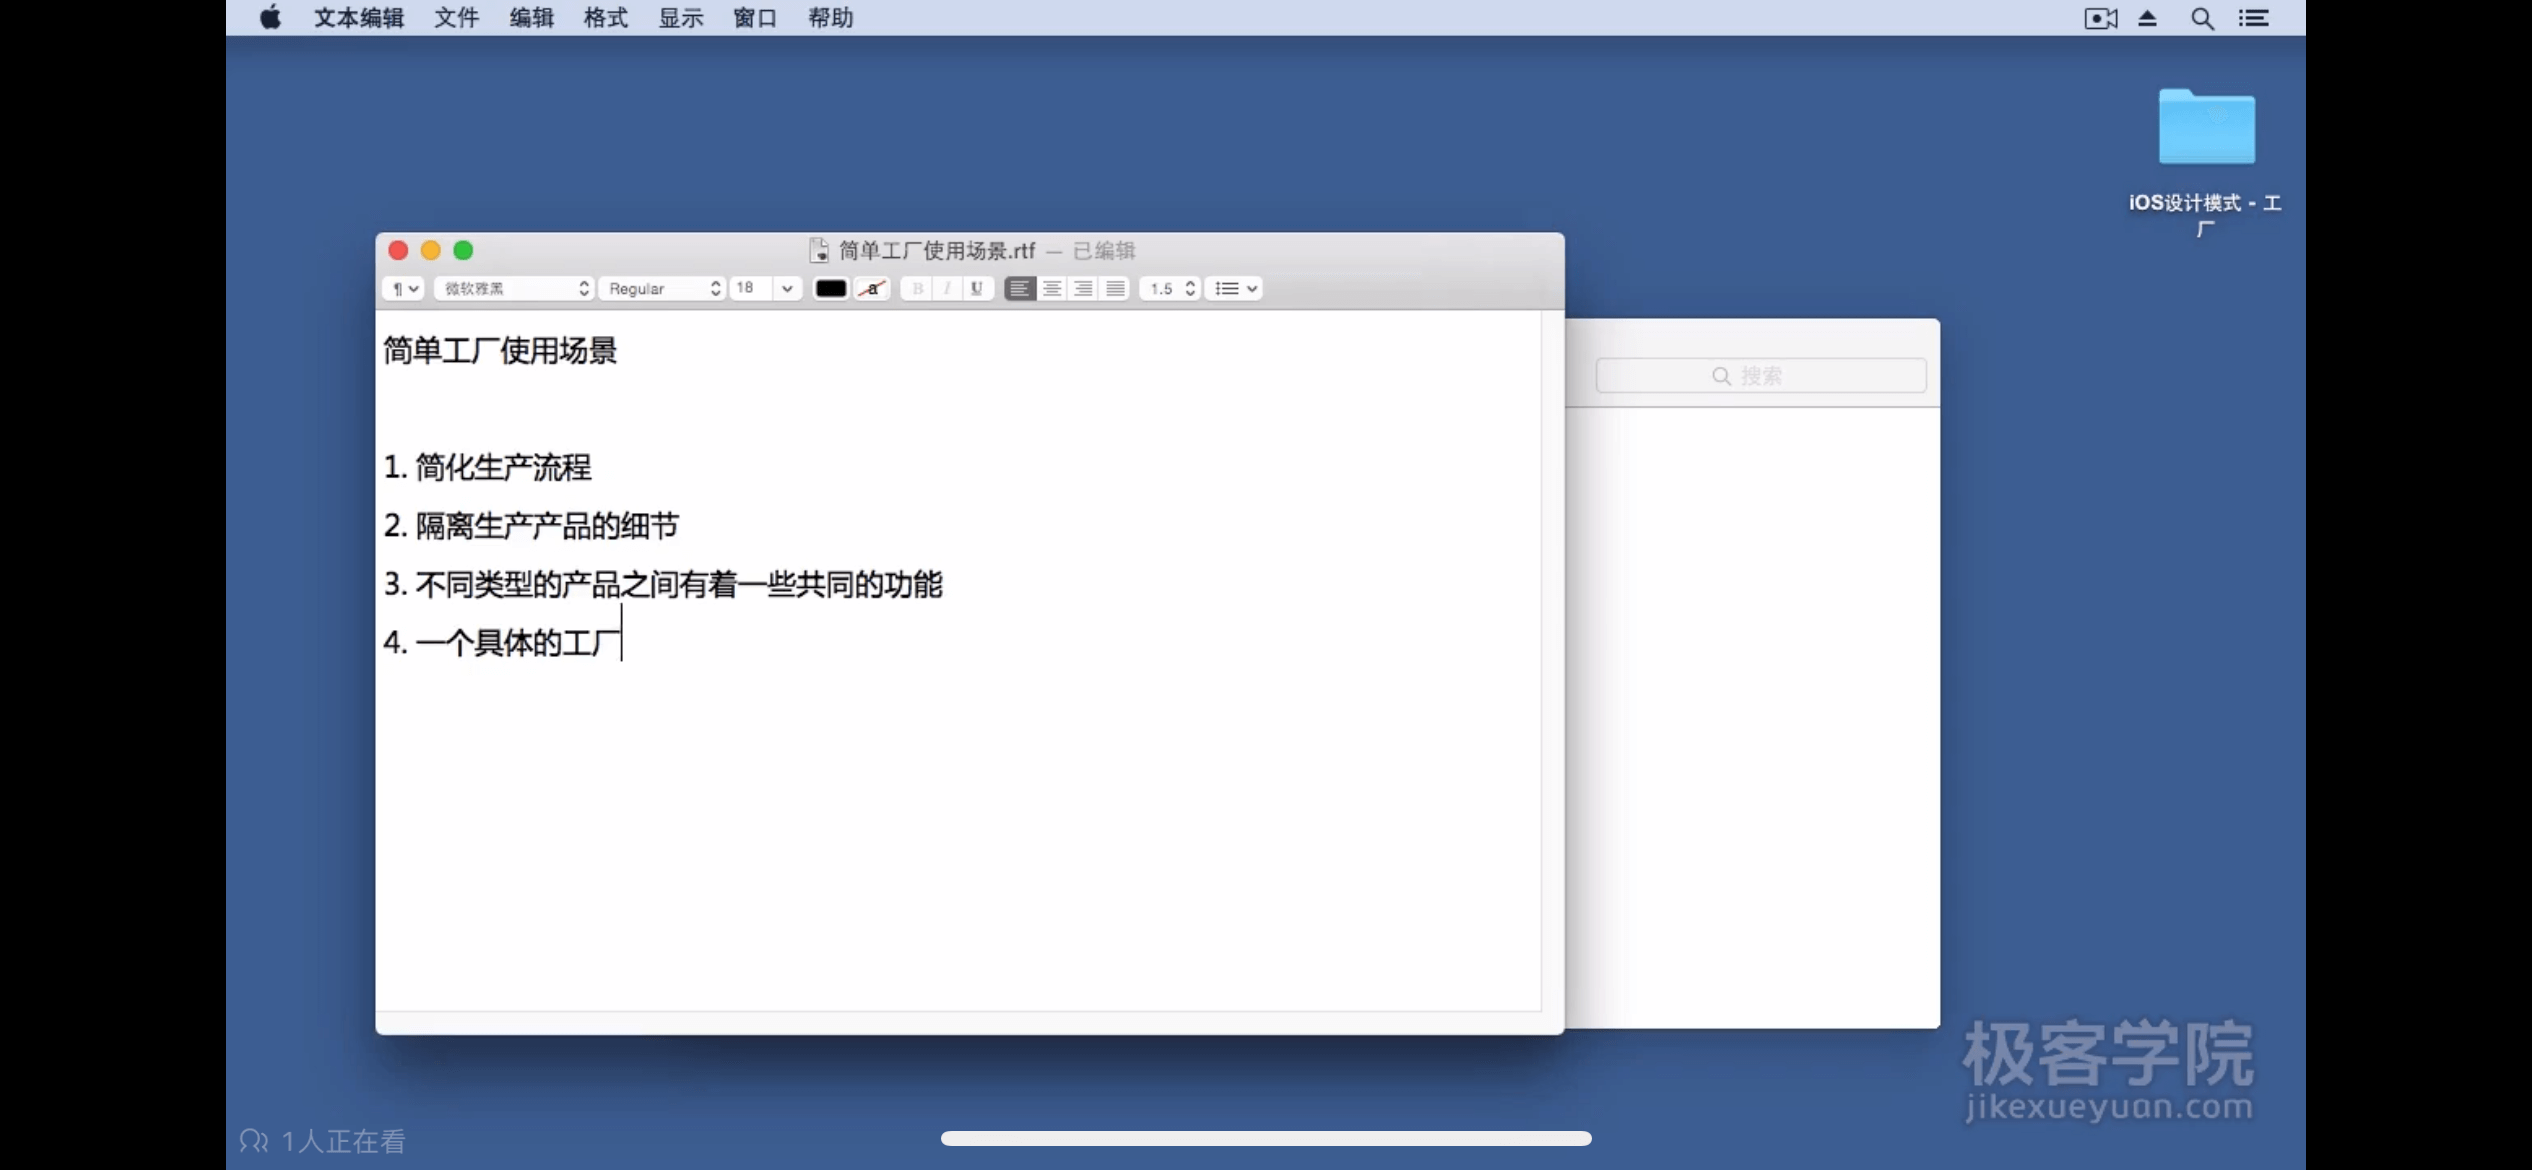 文本编辑 文件 编辑 格式 显示 窗口 帮助
iOS设计模式 - 工
厂
简单工厂使用场景.rtf — 已编辑
¶ 微软雅黑 Regular 18 a B I U 1.5
搜索
简单工厂使用场景
1. 简化生产流程
2. 隔离生产产品的细节
3. 不同类型的产品之间有着一些共同的功能
4. 一个具体的工厂
极客学院
jikexueyuan.com
1人正在看